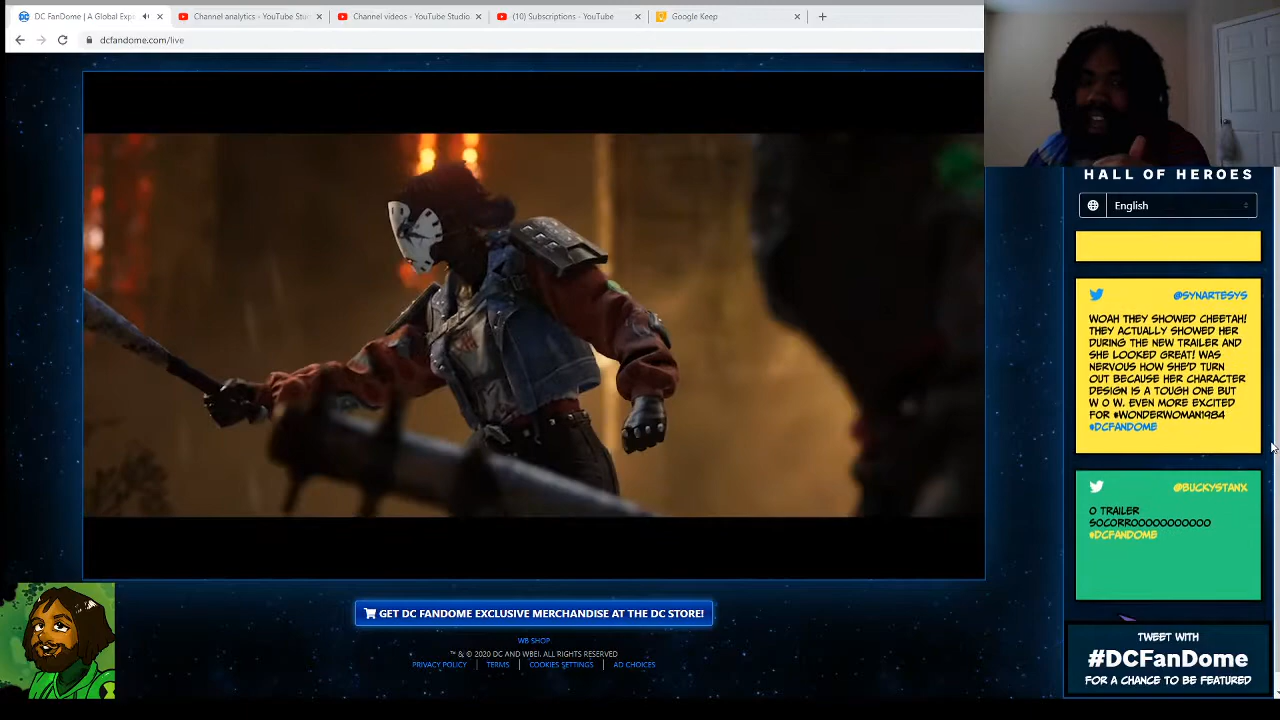 DC FanDome | A Global Expe
Channel analytics - YouTube Stu
Channel videos - YouTube Studio
(10) Subscriptions - YouTube
Google Keep
dcfandome.com/live
HALL OF HEROES
English
@SYNARTESYS
WOAH THEY SHOWED CHEETAH!
THEY ACTUALLY SHOWED HER
DURING THE NEW TRAILER AND
SHE LOOKED GREAT! WAS
NERVOUS HOW SHE'D TURN
OUT BECAUSE HER CHARACTER
DESIGN IS A TOUGH ONE BUT
W O W. EVEN MORE EXCITED
FOR #WONDERWOMAN1984
#DCFANDOME
@BUCKYSTANX
O TRAILER
SOCORROOOOOOOOOOO
#DCFANDOME
GET DC FANDOME EXCLUSIVE MERCHANDISE AT THE DC STORE!
WB SHOP
™ & © 2020 DC AND WBEI. ALL RIGHTS RESERVED
PRIVACY POLICY | TERMS | COOKIES SETTINGS | AD CHOICES
TWEET WITH
#DCFanDome
FOR A CHANCE TO BE FEATURED